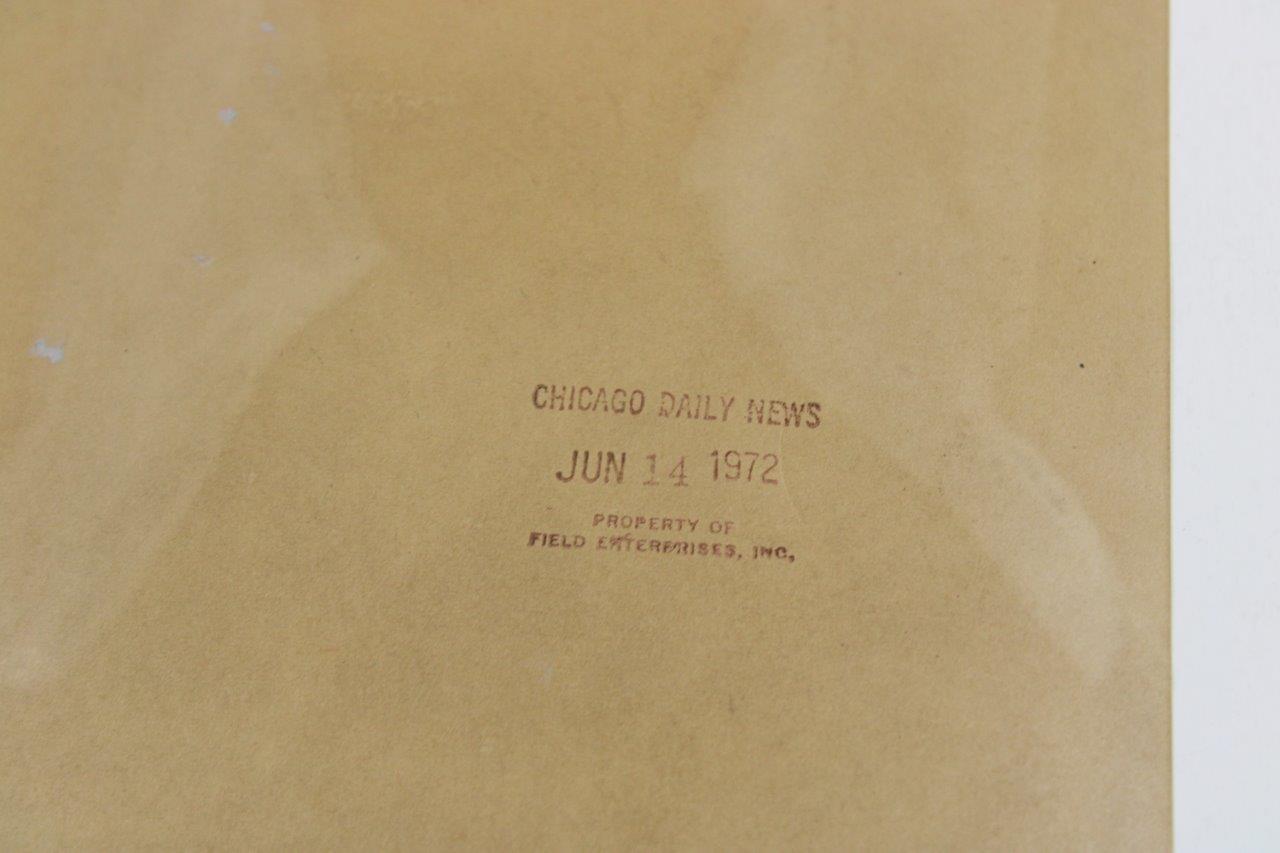 CHICAGO DAILY NEWS
JUN 14 1972
PROPERTY OF
FIELD ENTERPRISES, INC,